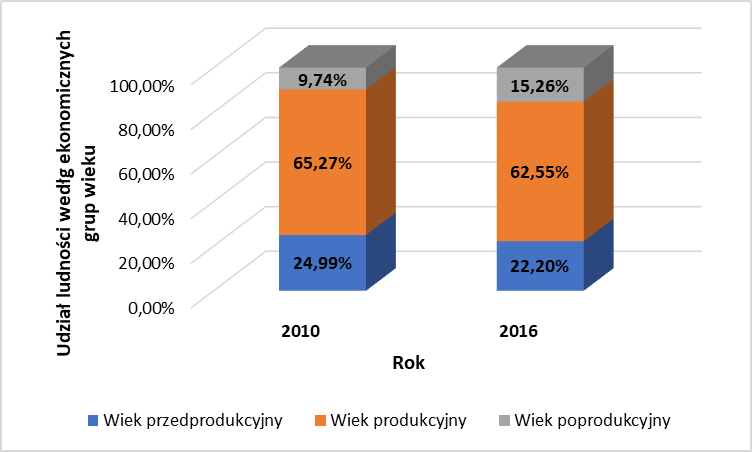 Udział ludności wedłg ekonomicznych
grup wieku
100,00%
80,00%
60,00%
40,00%
20,00%
0,00%
9,74%
65,27%
24,99%
15,26%
62,55%
22,20%
2010
2016
Rok
Wiek przedprodukcyjny
Wiek produkcyjny
Wiek poprodukcyjny